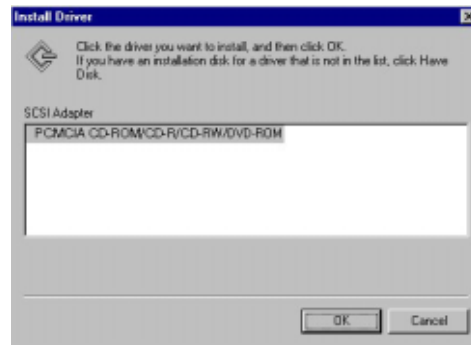 Install Driver
Click the driver you want to install, and then click OK.
If you have an installation disk for a driver that is not in the list, click Have
Disk.
SCSI Adapter
PCMCIA CD-ROM/CD-R/CD-RW/DVD-ROM
OK
Cancel